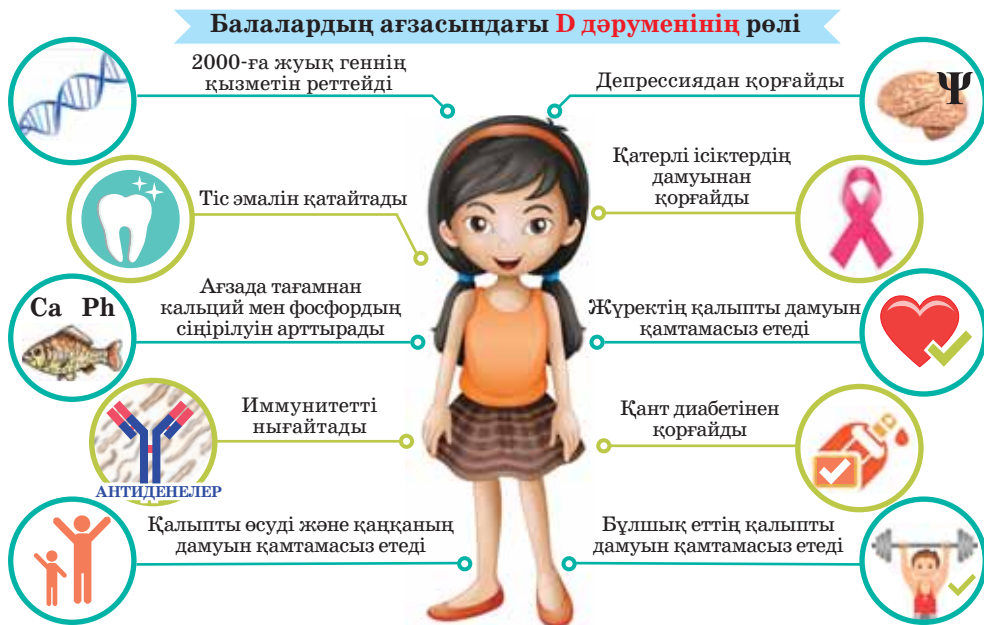 Балалардың ағзасындағы D дәруменінің рөлі
2000-ға жуық геннің
қызметін реттейді
Депрессиядан қорғайды
Ψ
Тіс эмалін қатайтады
Қатерлі ісіктердің
дамуынан
қорғайды
Ca Ph
Ағзада тағамнан
кальций мен фосфордың
сіңірілуін арттырады
Жүректің қалыпты дамуын
қамтамасыз етеді
Иммунитетті
нығайтады
АНТИДЕНЕЛЕР
Қант диабетінен
қорғайды
Қалыпты өсуді және қаңқаның
дамуын қамтамасыз етеді
Бұлшық еттің қалыпты
дамуын қамтамасыз етеді